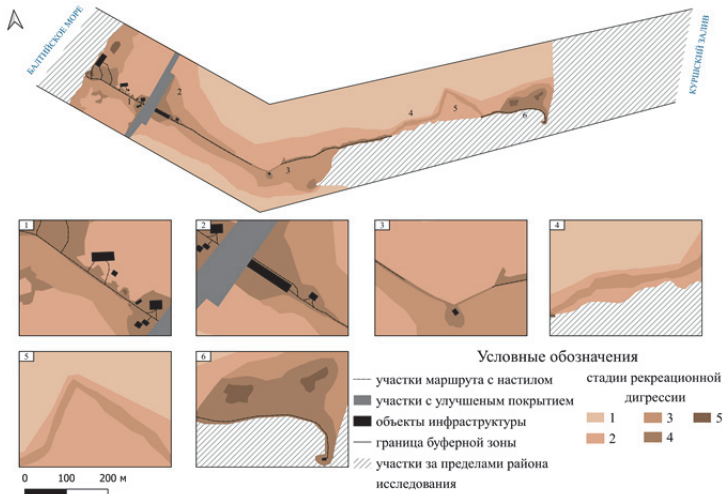 БАЛТИЙСКОЕ МОРЕ
КУРШСКИЙ ЗАЛИВ
1
2
3
4
5
6
1
2
3
4
5
6
Условные обозначения
участки маршрута с настилом
участки с улучшеным покрытием
объекты инфраструктуры
граница буферной зоны
участки за пределами района
исследования
стадии рекреационной
дигрессии
1 3 5
2 4
0 100 200 м